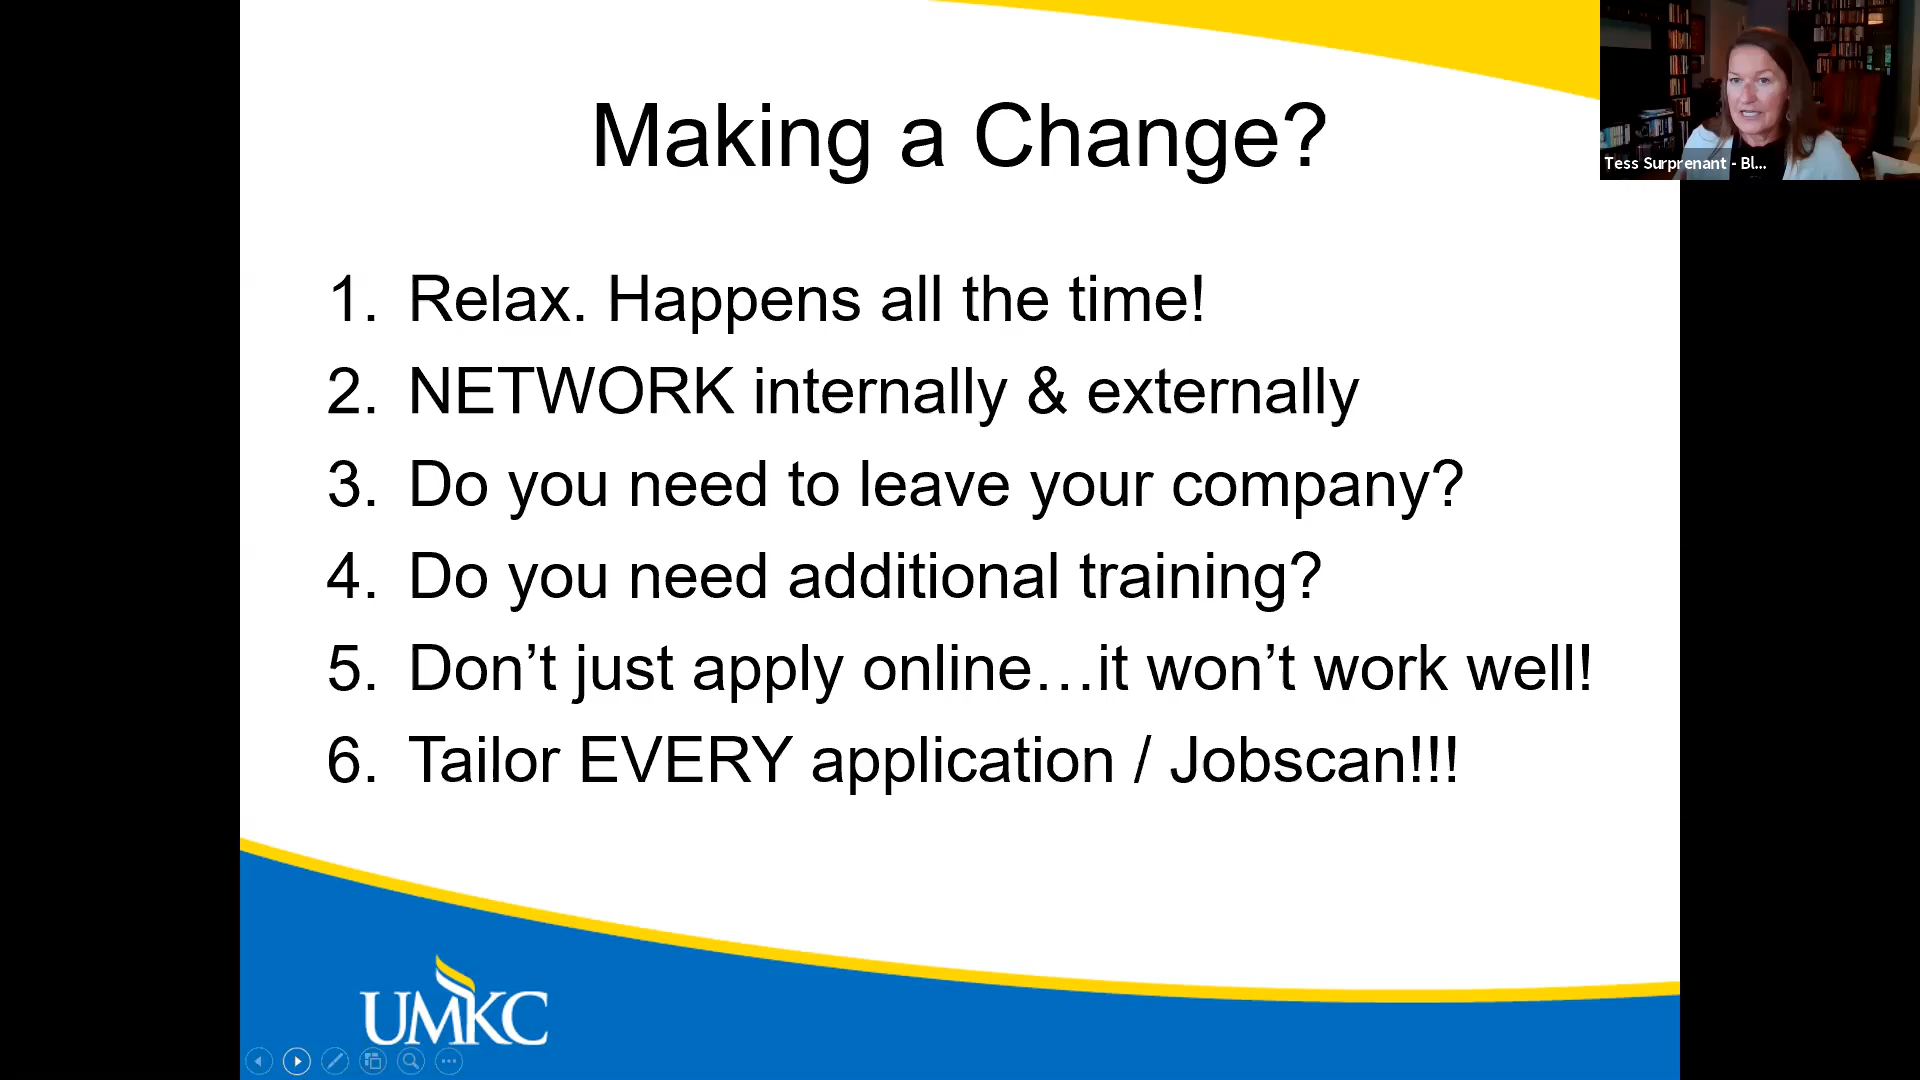 Making a Change?
Tess Surprenant - Bl...
1. Relax. Happens all the time!
2. NETWORK internally & externally
3. Do you need to leave your company?
4. Do you need additional training?
5. Don’t just apply online…it won’t work well!
6. Tailor EVERY application / Jobscan!!!
UMKC